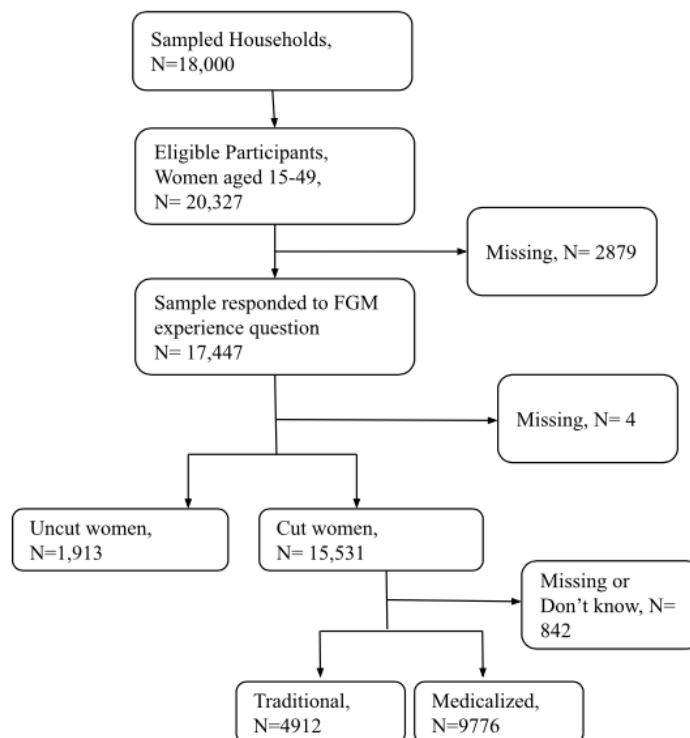 Sampled Households,
N=18,000
Eligible Participants,
Women aged 15-49,
N= 20,327
Missing, N= 2879
Sample responded to FGM
experience question
N= 17,447
Missing, N= 4
Uncut women,
N=1,913
Cut women,
N= 15,531
Missing or
Don’t know, N=
842
Traditional,
N=4912
Medicalized,
N=9776